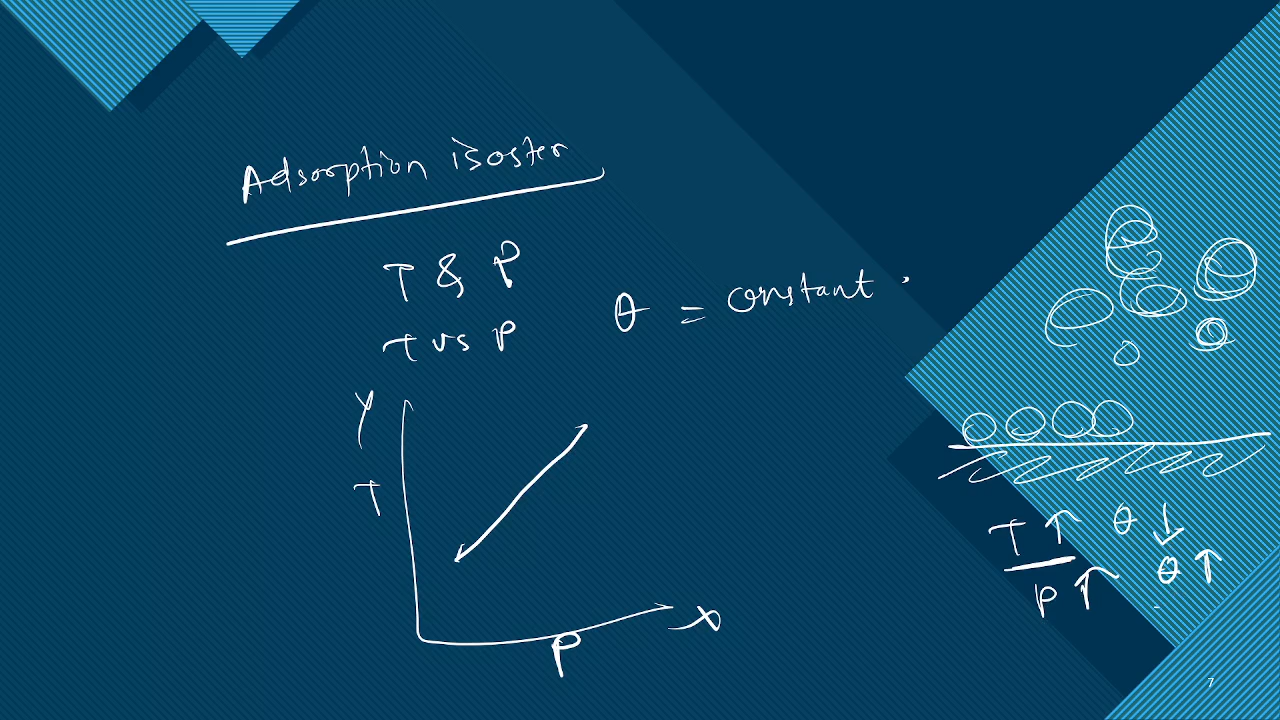 Adsorption isoster
T & P
θ = constant .
T vs P
Y
T
X
P
T ↑ θ ↓
P ↑ θ ↑
7